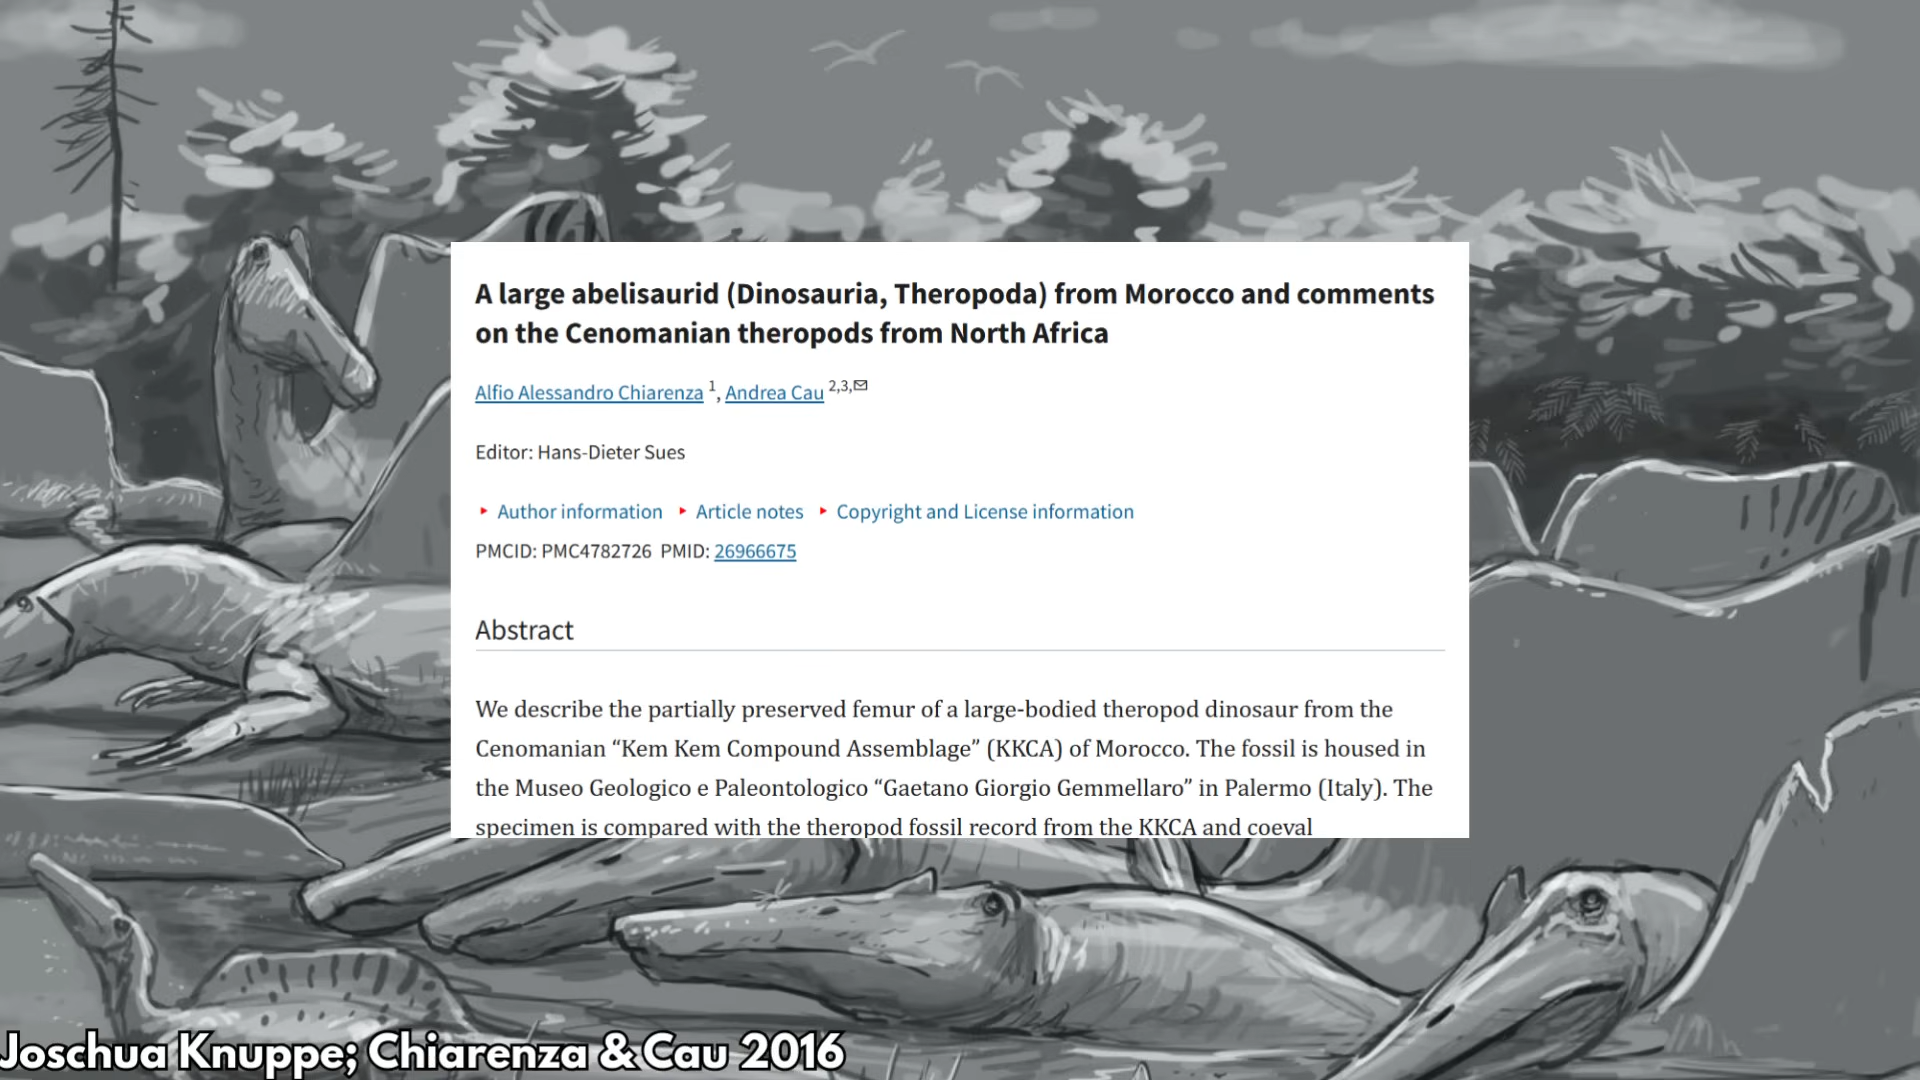 A large abelisaurid (Dinosauria, Theropoda) from Morocco and comments
on the Cenomanian theropods from North Africa
Alfio Alessandro Chiarenza 1, Andrea Cau 2,3,✉
Editor: Hans-Dieter Sues
▸ Author information ▸ Article notes ▸ Copyright and License information
PMCID: PMC4782726 PMID: 26966675
Abstract
We describe the partially preserved femur of a large-bodied theropod dinosaur from the
Cenomanian “Kem Kem Compound Assemblage” (KKCA) of Morocco. The fossil is housed in
the Museo Geologico e Paleontologico “Gaetano Giorgio Gemmellaro” in Palermo (Italy). The
specimen is compared with the theropod fossil record from the KKCA and coeval
Joschua Knuppe; Chiarenza & Cau 2016